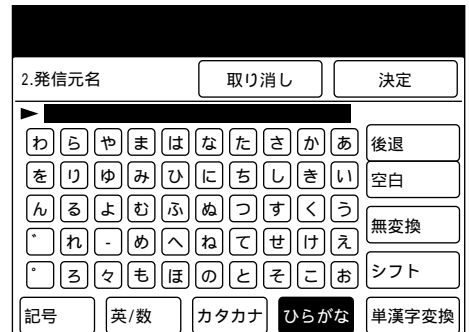 2.発信元名 取り消し 決定
わ ら や ま は な た さ か あ 後退
を り ゆ み ひ に ち し き い 空白
ん る よ む ふ ぬ つ す く う 無変換
゛ れ - め へ ね て せ け え
゜ ろ 々 も ほ の と そ こ お シフト
記号 英/数 カタカナ ひらがな 単漢字変換